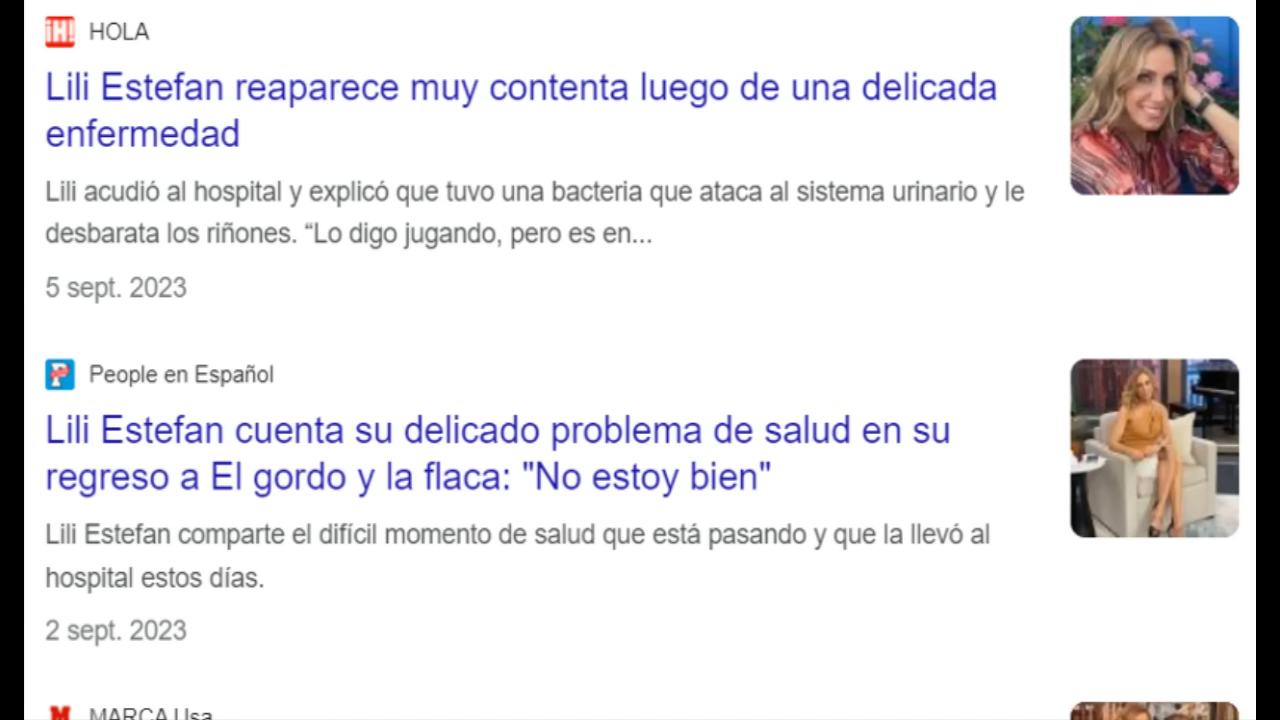 HOLA
Lili Estefan reaparece muy contenta luego de una delicada
enfermedad
Lili acudió al hospital y explicó que tuvo una bacteria que ataca al sistema urinario y le
desbarata los riñones. “Lo digo jugando, pero es en...
5 sept. 2023
People en Español
Lili Estefan cuenta su delicado problema de salud en su
regreso a El gordo y la flaca: "No estoy bien"
Lili Estefan comparte el difícil momento de salud que está pasando y que la llevó al
hospital estos días.
2 sept. 2023
MARCA Usa